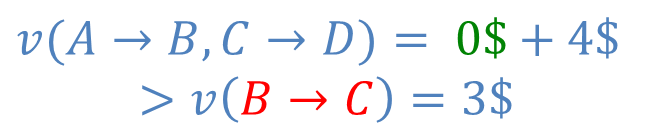 v(A → B, C → D) = 0$ + 4$
> v(B → C) = 3$